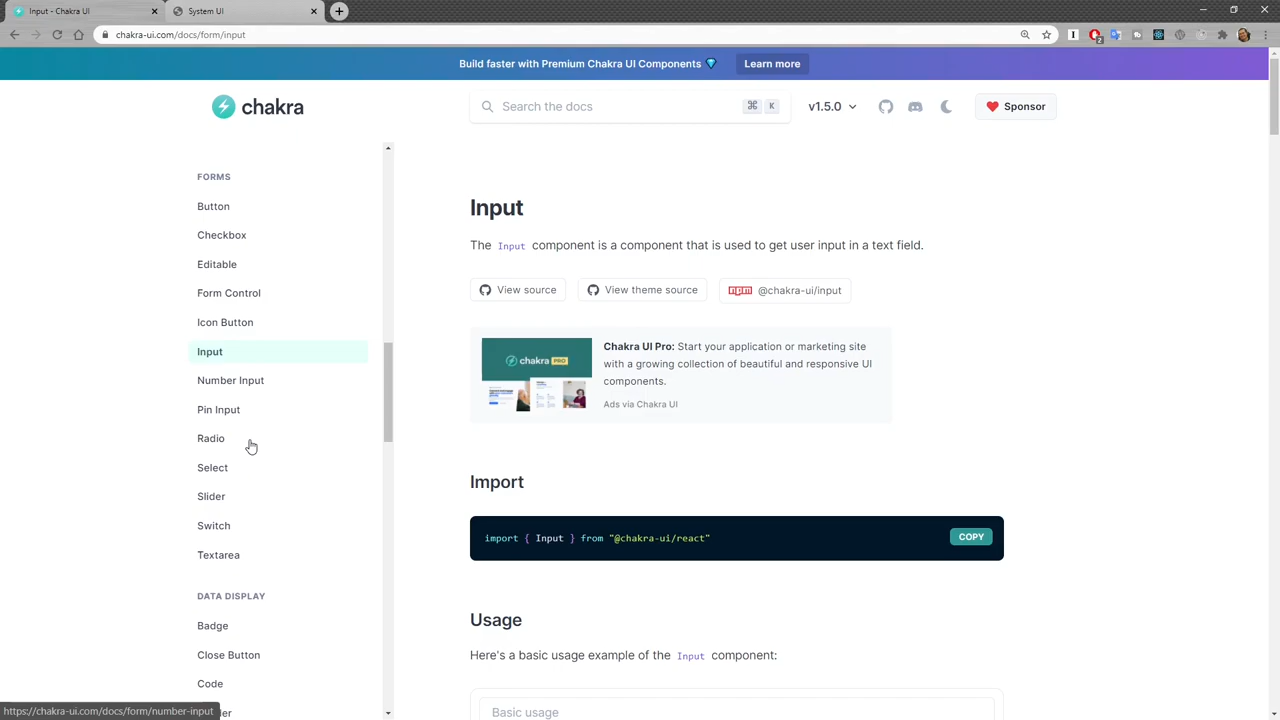 Input - Chakra UI
System UI
chakra-ui.com/docs/form/input
Build faster with Premium Chakra UI Components
Learn more
chakra
Search the docs
⌘
K
v1.5.0
Sponsor
FORMS
Button
Checkbox
Editable
Form Control
Icon Button
Input
Number Input
Pin Input
Radio
Select
Slider
Switch
Textarea
DATA DISPLAY
Badge
Close Button
Code
https://chakra-ui.com/docs/form/number-input
Input
The Input component is a component that is used to get user input in a text field.
View source
View theme source
npm @chakra-ui/input
chakra PRO
Chakra UI Pro: Start your application or marketing site
with a growing collection of beautiful and responsive UI
components.
Ads via Chakra UI
Import
import { Input } from "@chakra-ui/react"
COPY
Usage
Here's a basic usage example of the Input component:
Basic usage